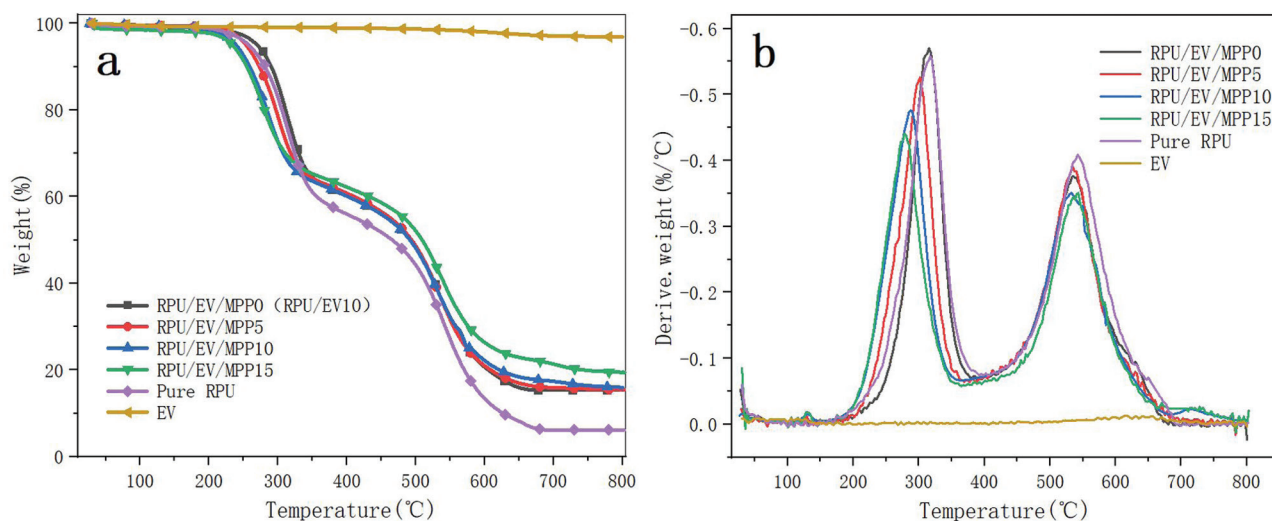 a
100
80
60
40
20
0
Weight(%)
RPU/EV/MPP0 (RPU/EV10)
RPU/EV/MPP5
RPU/EV/MPP10
RPU/EV/MPP15
Pure RPU
EV
100 200 300 400 500 600 700 800
Temperature(℃)
b
-0.6
-0.5
-0.4
-0.3
-0.2
-0.1
0.0
Derive.weight(%/℃)
RPU/EV/MPP0
RPU/EV/MPP5
RPU/EV/MPP10
RPU/EV/MPP15
Pure RPU
EV
100 200 300 400 500 600 700 800
Temperature(℃)